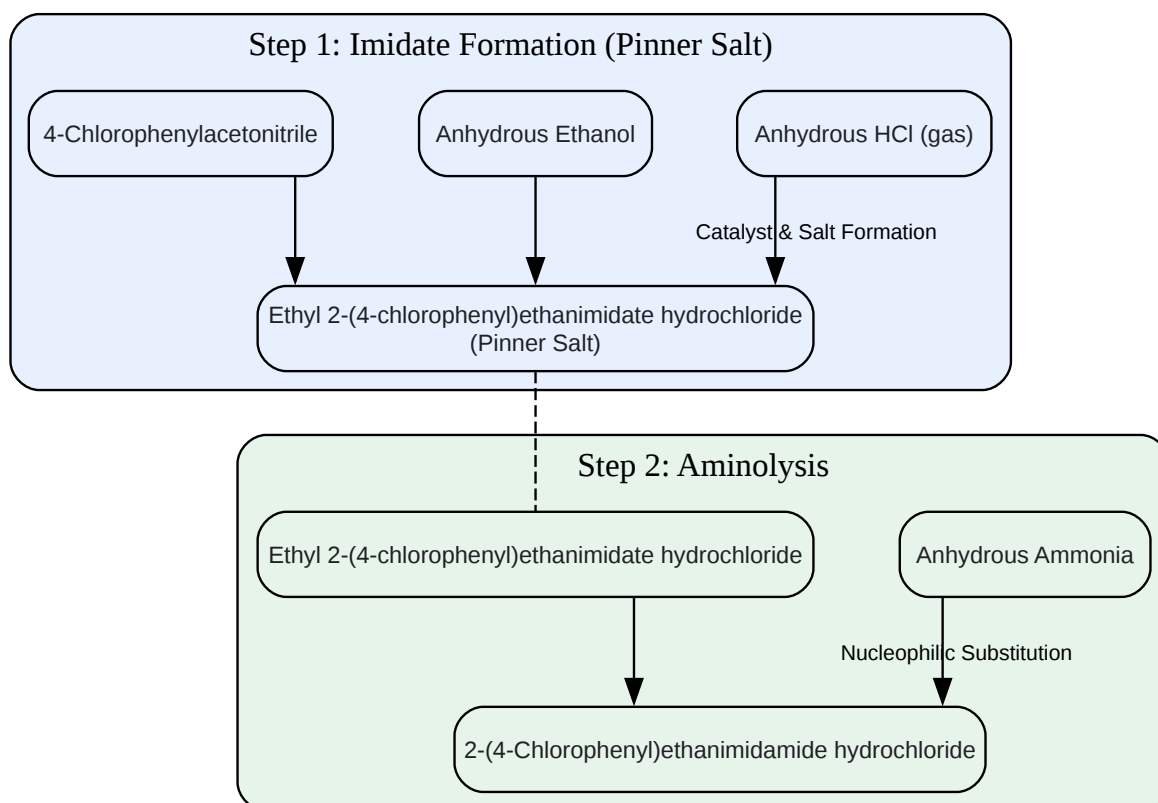 Step 1: Imidate Formation (Pinner Salt)
4-Chlorophenylacetonitrile
Anhydrous Ethanol
Anhydrous HCl (gas)
Catalyst & Salt Formation
Ethyl 2-(4-chlorophenyl)ethanimidate hydrochloride
(Pinner Salt)
Step 2: Aminolysis
Ethyl 2-(4-chlorophenyl)ethanimidate hydrochloride
Anhydrous Ammonia
Nucleophilic Substitution
2-(4-Chlorophenyl)ethanimidamide hydrochloride